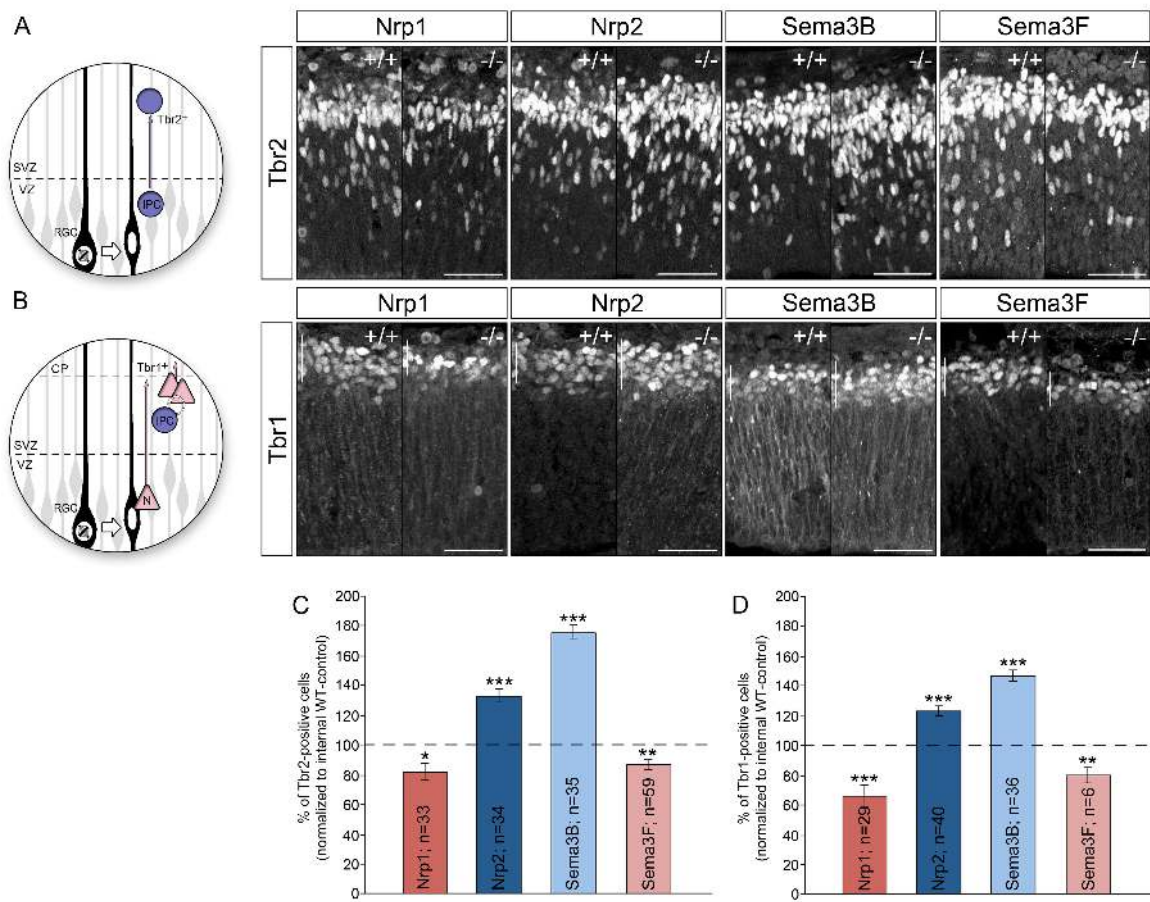 A
Nrp1
Nrp2
Sema3B
Sema3F
Tbr2
+/+
-/-
+/+
-/-
+/+
-/-
+/+
-/-
Tbr2+
SVZ
VZ
IPC
RGC
B
Nrp1
Nrp2
Sema3B
Sema3F
Tbr1
+/+
-/-
+/+
-/-
+/+
-/-
+/+
-/-
CP
Tbr1+
IPC
SVZ
VZ
RGC
N
C
% of Tbr2-positive cells
(normalized to internal WT-control)
200
180
160
140
120
100
80
60
40
20
0
*
***
***
**
Nrp1; n=33
Nrp2; n=34
Sema3B; n=35
Sema3F; n=59
D
% of Tbr1-positive cells
(normalized to internal WT-control)
200
180
160
140
120
100
80
60
40
20
0
***
***
***
**
Nrp1; n=29
Nrp2; n=40
Sema3B; n=36
Sema3F; n=6